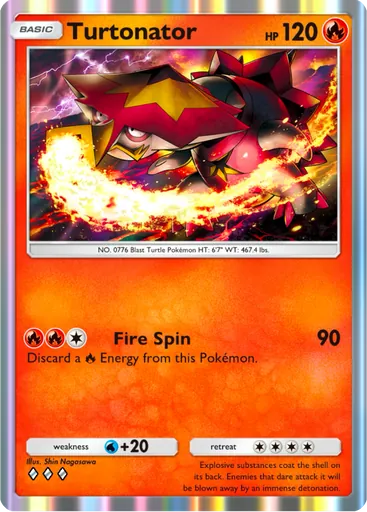 BASIC Turtonator HP 120
NO. 0776 Blast Turtle Pokémon HT: 6'7" WT: 467.4 lbs.
Fire Spin 90
Discard a Energy from this Pokémon.
weakness +20 retreat
Illus. Shin Nagasawa
Explosive substances coat the shell on
its back. Enemies that dare attack it will
be blown away by an immense detonation.